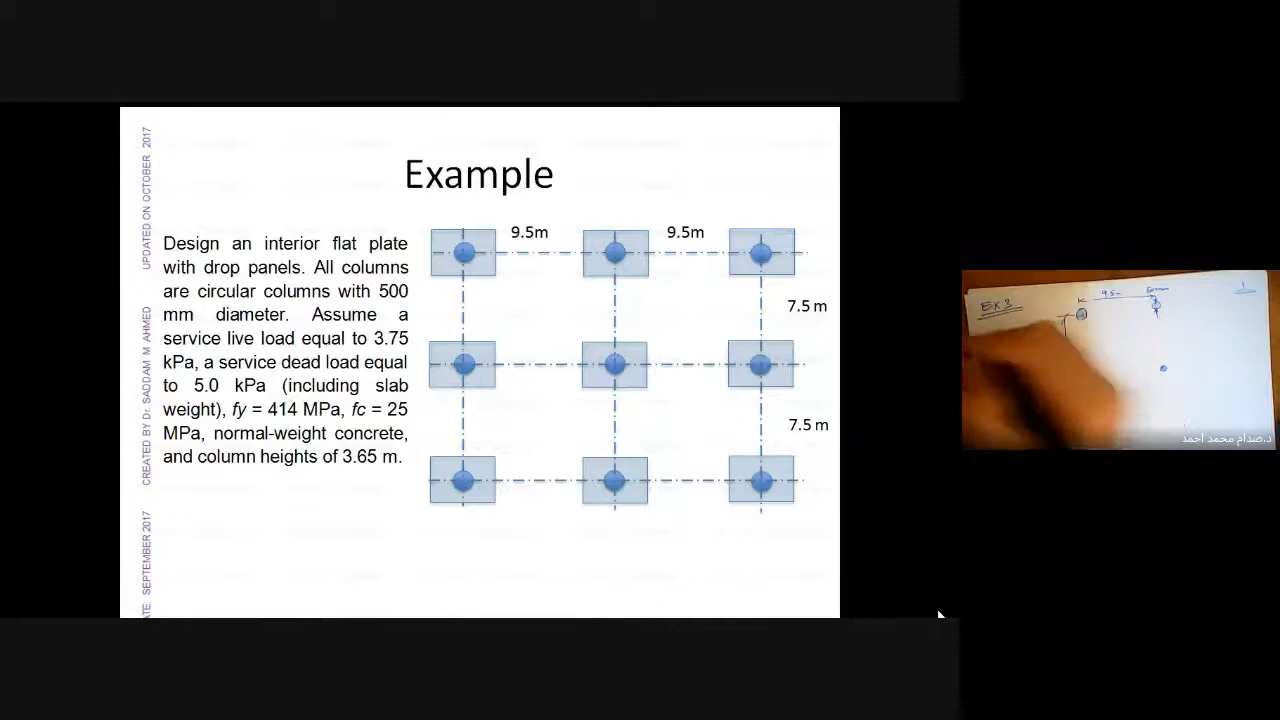 Example
Design an interior flat plate
with drop panels. All columns
are circular columns with 500
mm diameter. Assume a
service live load equal to 3.75
kPa, a service dead load equal
to 5.0 kPa (including slab
weight), fy = 414 MPa, fc = 25
MPa, normal-weight concrete,
and column heights of 3.65 m.
9.5m
9.5m
7.5 m
7.5 m
CREATED BY Dr. SADDAM M AHMED
UPDATED ON OCTOBER 2017
ATE: SEPTEMBER 2017
EX 3
9.5m
1
د.صدام محمد احمد